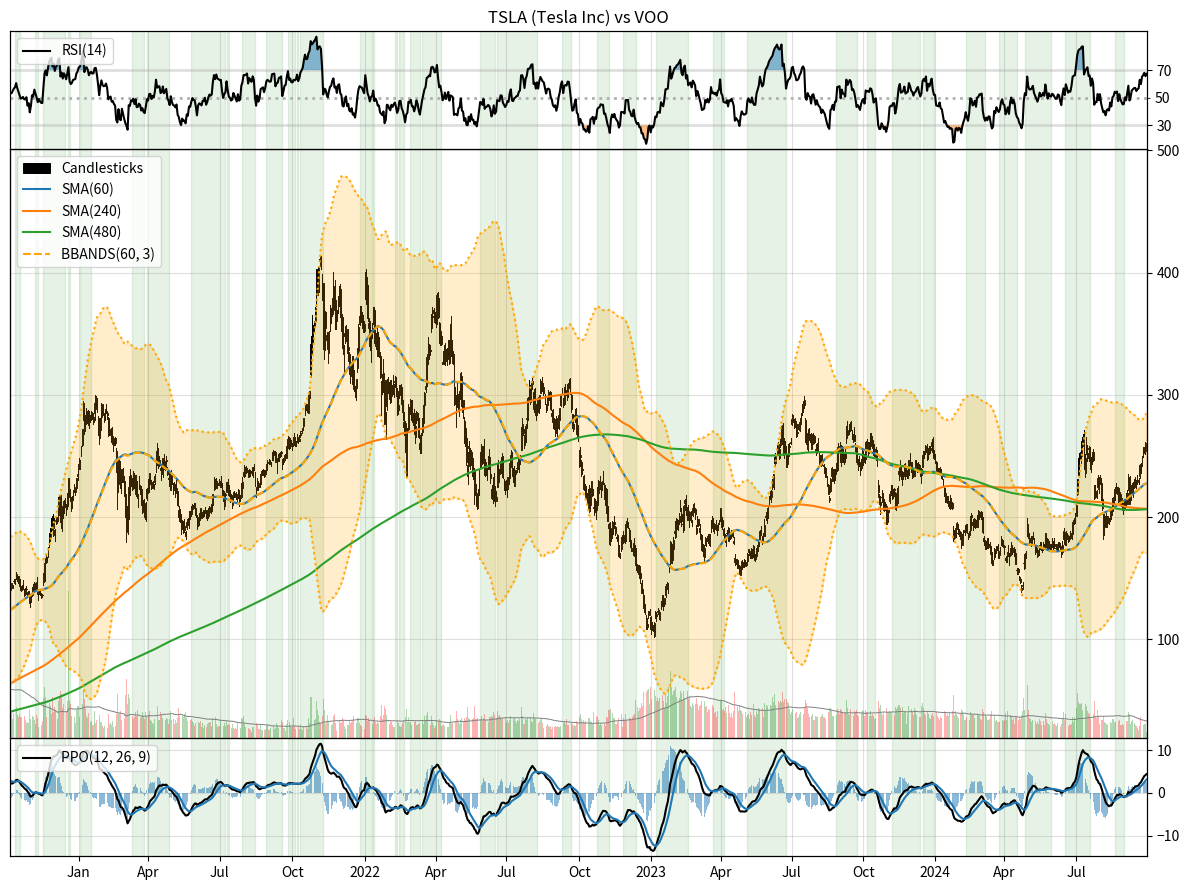 TSLA (Tesla Inc) vs VOO
RSI(14)
70
50
30
Candlesticks
SMA(60)
SMA(240)
SMA(480)
BBANDS(60, 3)
500
400
300
200
100
PPO(12, 26, 9)
10
0
−10
Jan Apr Jul Oct 2022 Apr Jul Oct 2023 Apr Jul Oct 2024 Apr Jul